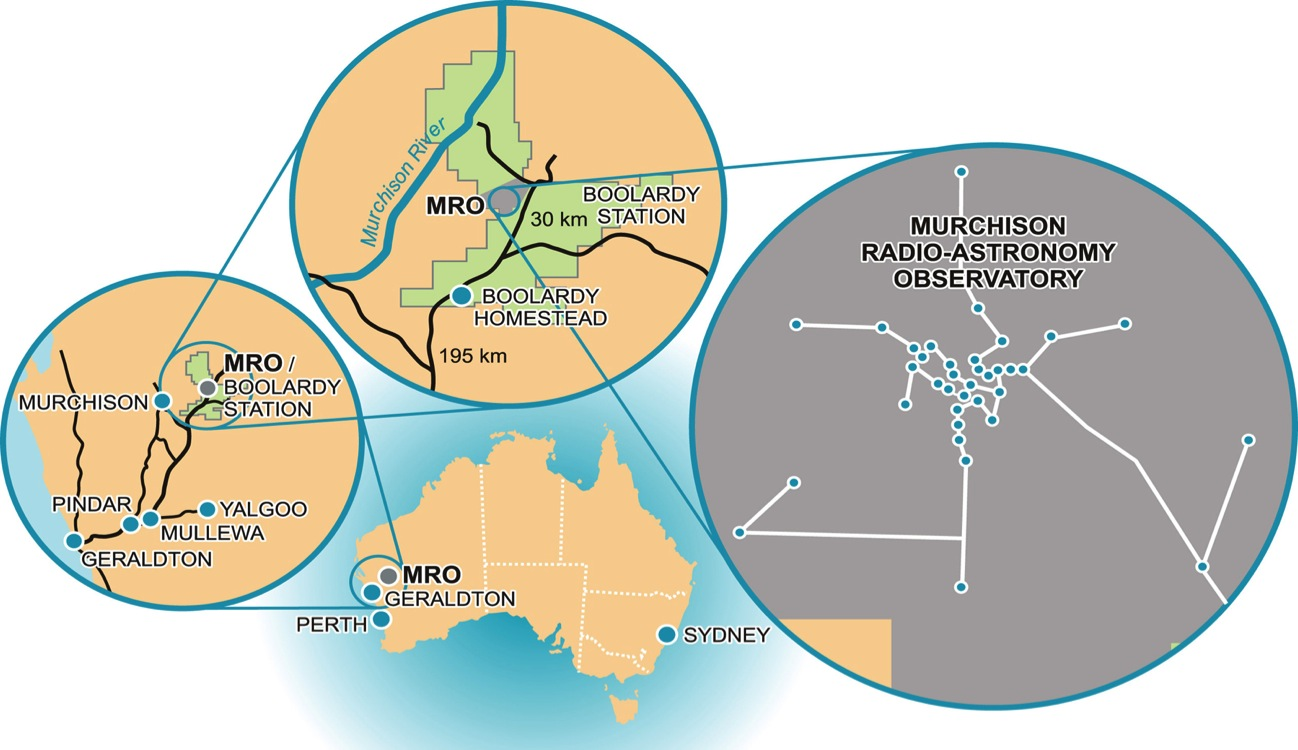 Murchison River
MRO
BOOLARDY
STATION
30 km
BOOLARDY
HOMESTEAD
195 km
MURCHISON
RADIO-ASTRONOMY
OBSERVATORY
MRO /
BOOLARDY
STATION
MURCHISON
PINDAR
YALGOO
MULLEWA
GERALDTON
MRO
GERALDTON
PERTH
SYDNEY